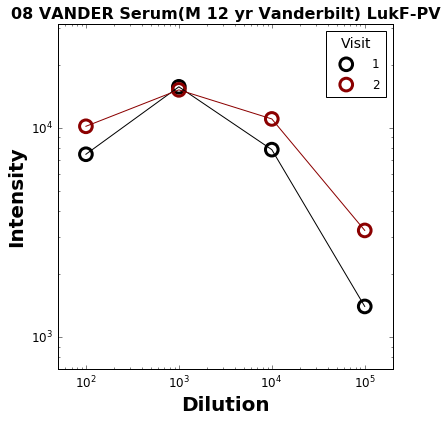 08 VANDER Serum(M 12 yr Vanderbilt) LukF-PV
Visit
1
2
Intensity
10⁴
10³
10² 10³ 10⁴ 10⁵
Dilution